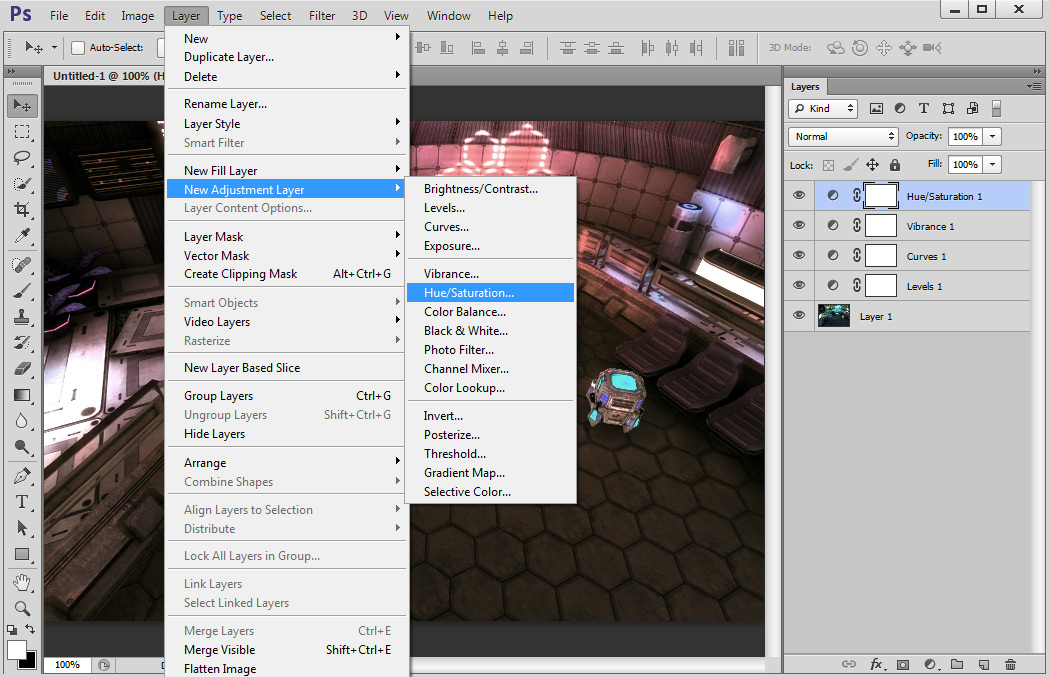 Ps File Edit Image Layer Type Select Filter 3D View Window Help
Auto-Select: 3D Mode:
Untitled-1 @ 100% (H
New
Duplicate Layer...
Delete
Rename Layer...
Layer Style
Smart Filter
New Fill Layer
New Adjustment Layer
Layer Content Options...
Layer Mask
Vector Mask
Create Clipping Mask Alt+Ctrl+G
Smart Objects
Video Layers
Rasterize
New Layer Based Slice
Group Layers Ctrl+G
Ungroup Layers Shift+Ctrl+G
Hide Layers
Arrange
Combine Shapes
Align Layers to Selection
Distribute
Lock All Layers in Group...
Link Layers
Select Linked Layers
Merge Layers Ctrl+E
Merge Visible Shift+Ctrl+E
Flatten Image
Brightness/Contrast...
Levels...
Curves...
Exposure...
Vibrance...
Hue/Saturation...
Color Balance...
Black & White...
Photo Filter...
Channel Mixer...
Color Lookup...
Invert...
Posterize...
Threshold...
Gradient Map...
Selective Color...
Layers
Kind
Normal Opacity: 100%
Lock: Fill: 100%
Hue/Saturation 1
Vibrance 1
Curves 1
Levels 1
Layer 1
fx
100%